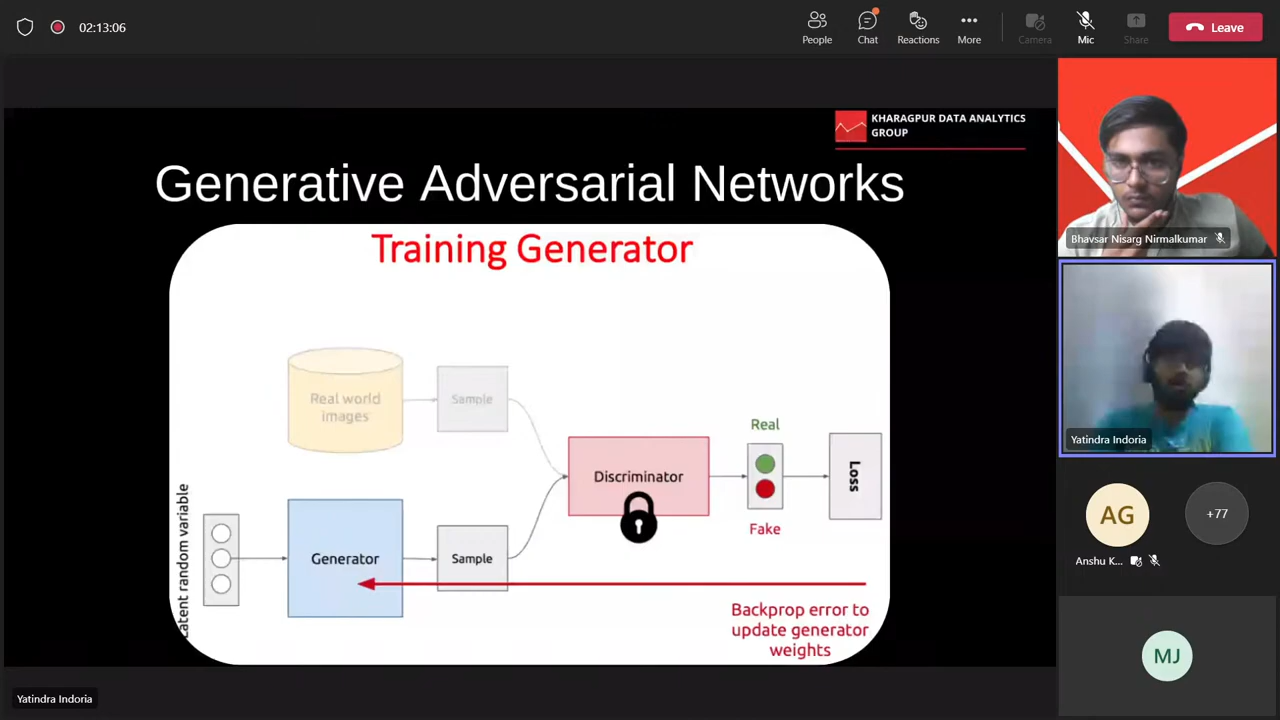 02:13:06
People
Chat
Reactions
More
Camera
Mic
Share
Leave
KHARAGPUR DATA ANALYTICS
GROUP
Generative Adversarial Networks
Training Generator
Real world
images
Sample
Discriminator
Real
Fake
Loss
Latent random variable
Generator
Sample
Backprop error to
update generator
weights
Yatindra Indoria
Bhavsar Nisarg Nirmalkumar
Yatindra Indoria
AG
+77
Anshu K...
MJ